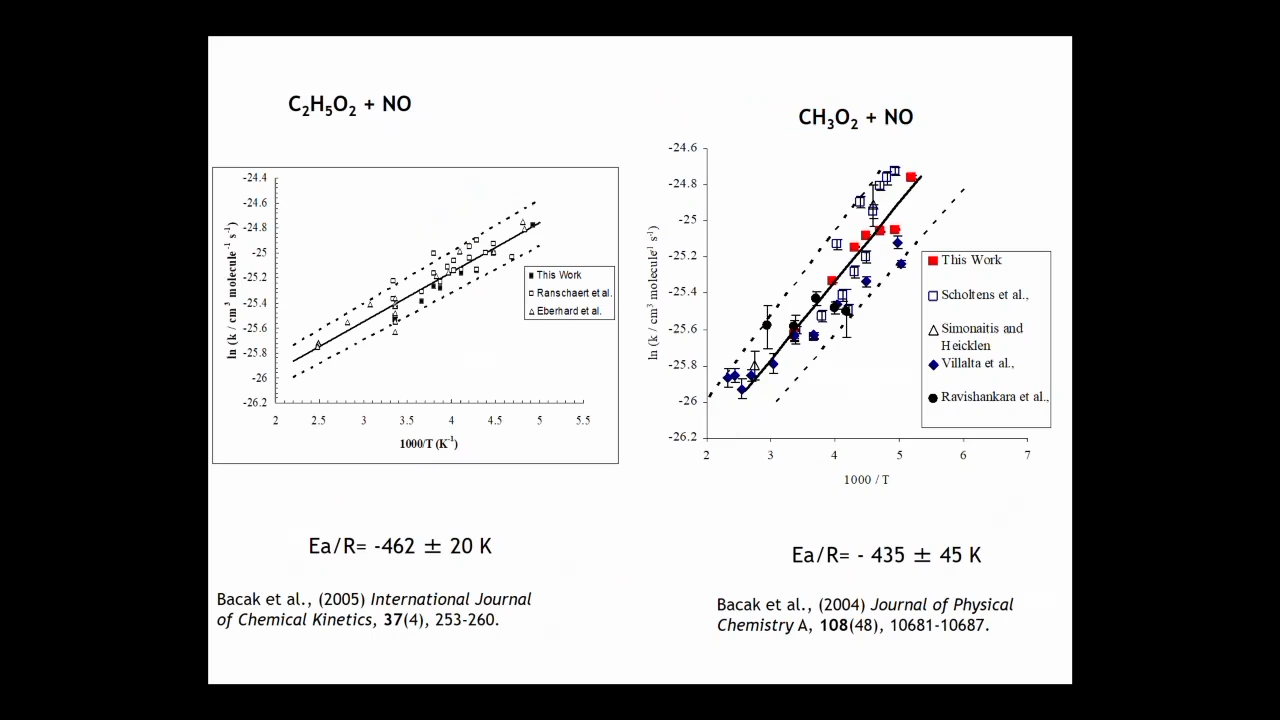 C2H5O2 + NO
-24.4
-24.6
-24.8
-25
-25.2
-25.4
-25.6
-25.8
-26
-26.2
ln (k / cm3 molecule-1 s-1)
2 2.5 3 3.5 4 4.5 5 5.5
1000/T (K-1)
This Work
Ranschaert et al.
Eberhard et al.
Ea/R= -462 ± 20 K
Bacak et al., (2005) International Journal
of Chemical Kinetics, 37(4), 253-260.
CH3O2 + NO
-24.6
-24.8
-25
-25.2
-25.4
-25.6
-25.8
-26
-26.2
ln (k / cm3 molecule-1 s-1)
2 3 4 5 6 7
1000 / T
This Work
Scholtens et al.,
Simonaitis and
Heicklen
Villalta et al.,
Ravishankara et al.,
Ea/R= - 435 ± 45 K
Bacak et al., (2004) Journal of Physical
Chemistry A, 108(48), 10681-10687.